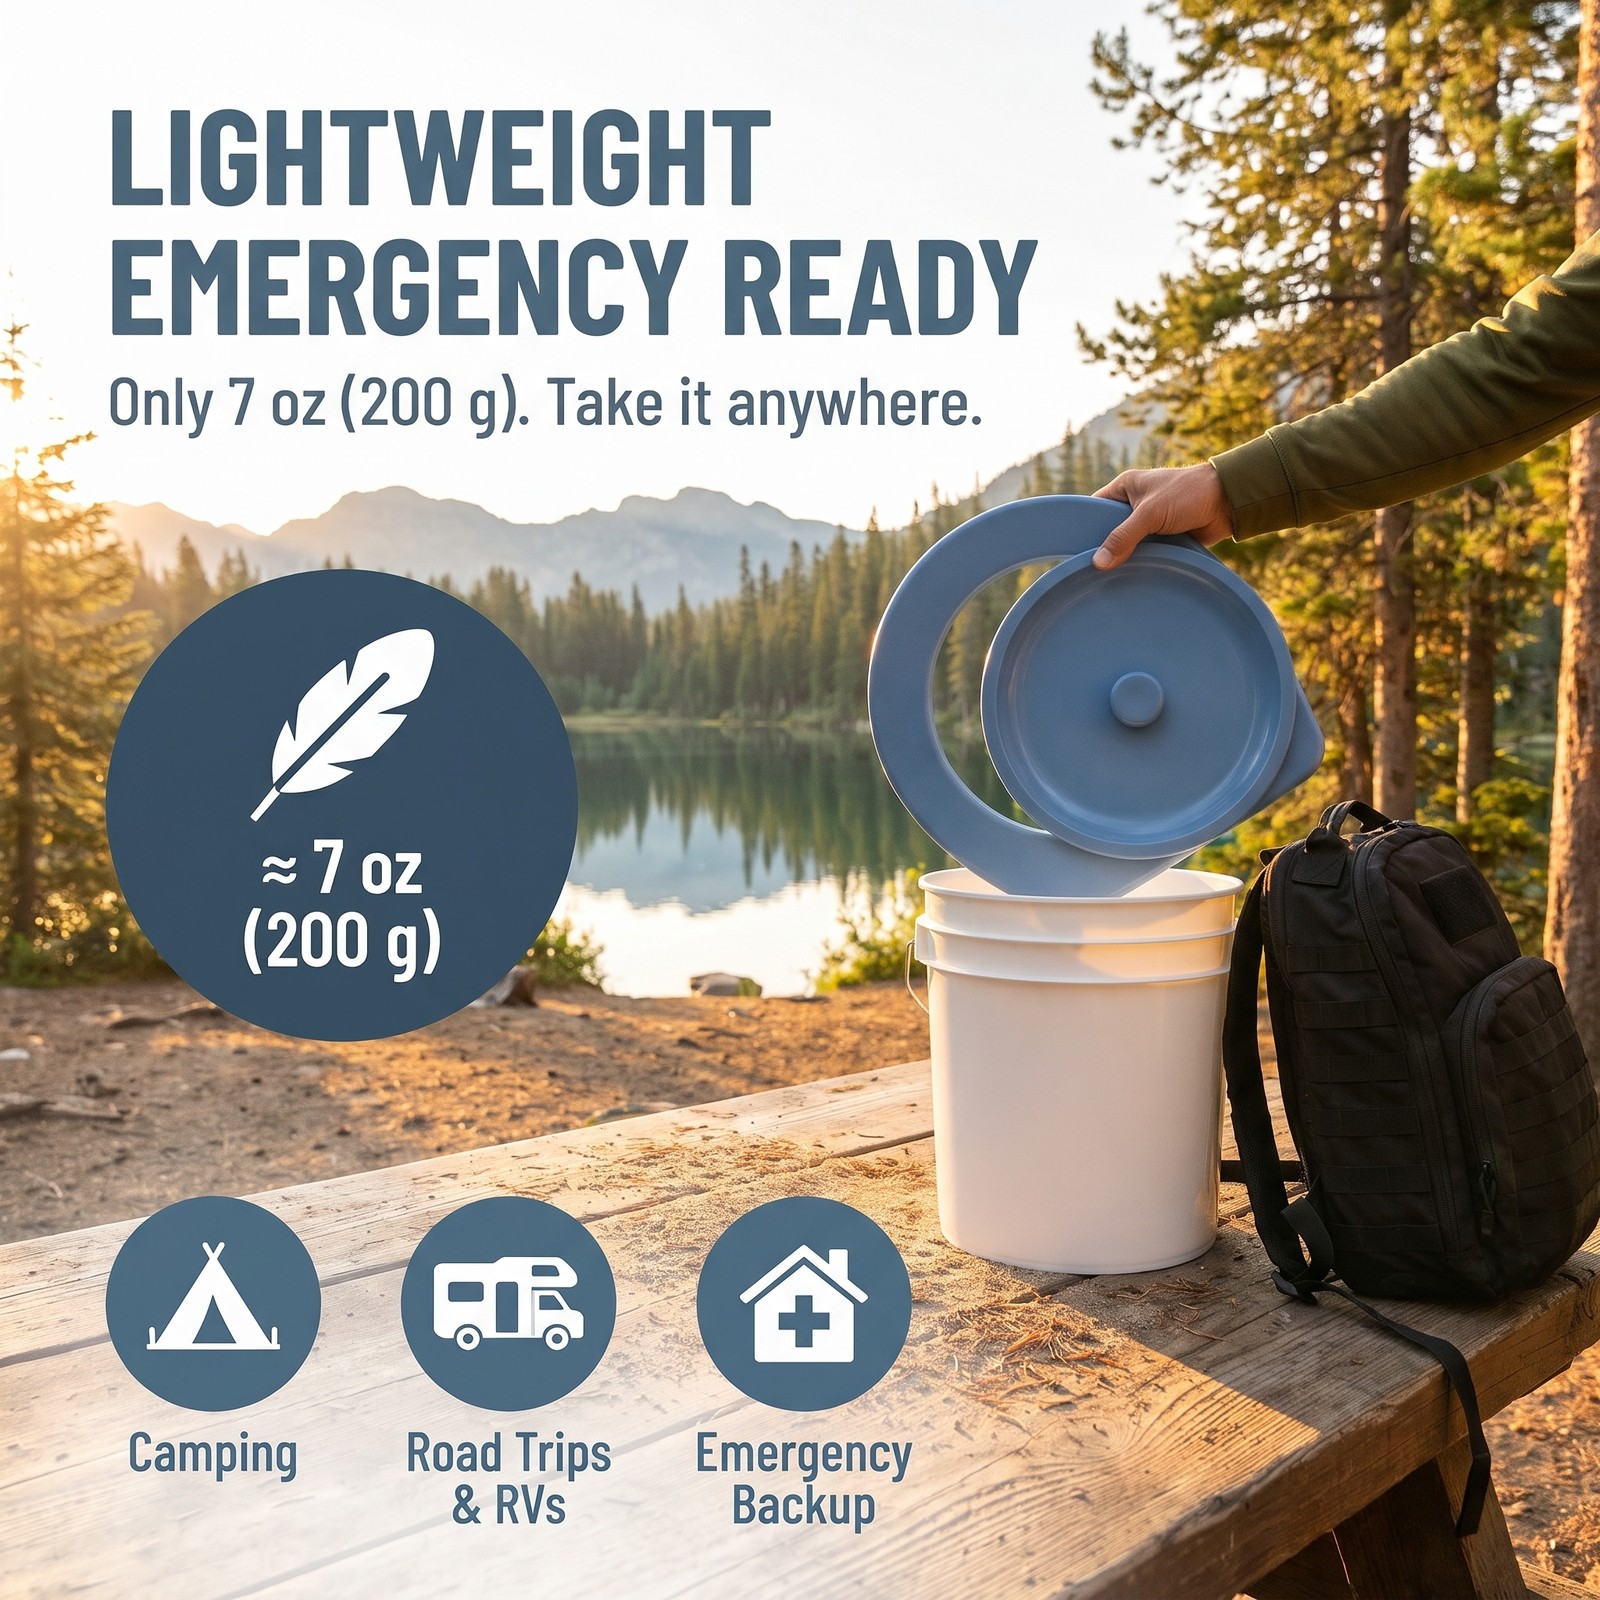 LIGHTWEIGHT
EMERGENCY READY
Only 7 oz (200 g). Take it anywhere.
≈ 7 oz
(200 g)
Camping
Road Trips
& RVs
Emergency
Backup